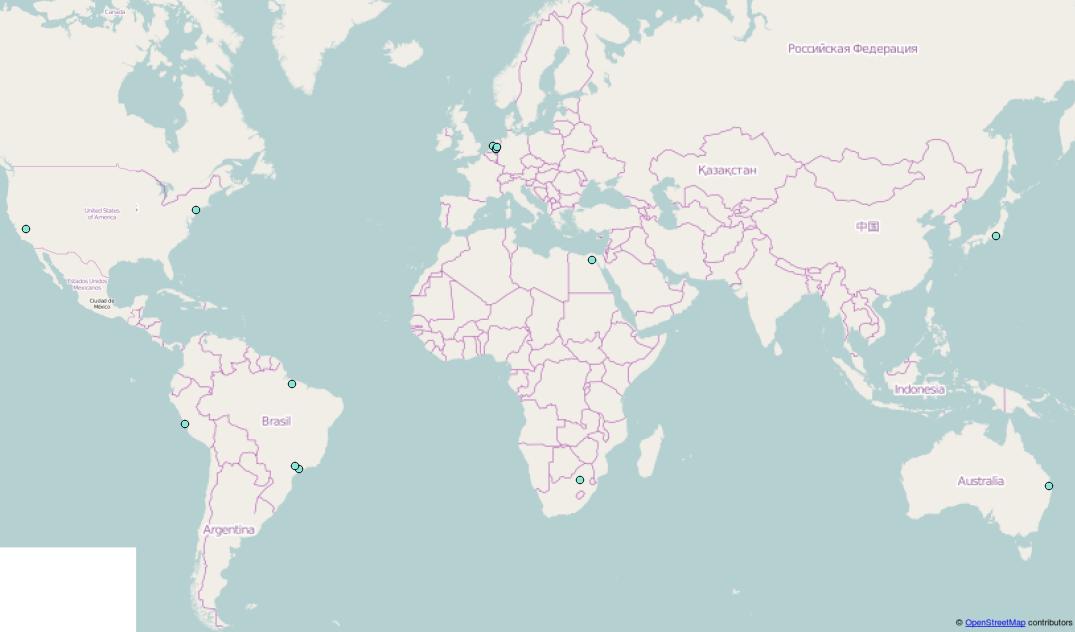 Canada
Российская Федерация
Қазақстан
United States
of America
中国
Estados Unidos
Mexicanos
Ciudad de
México
Indonesia
Brasil
Australia
Argentina
© OpenStreetMap contributors